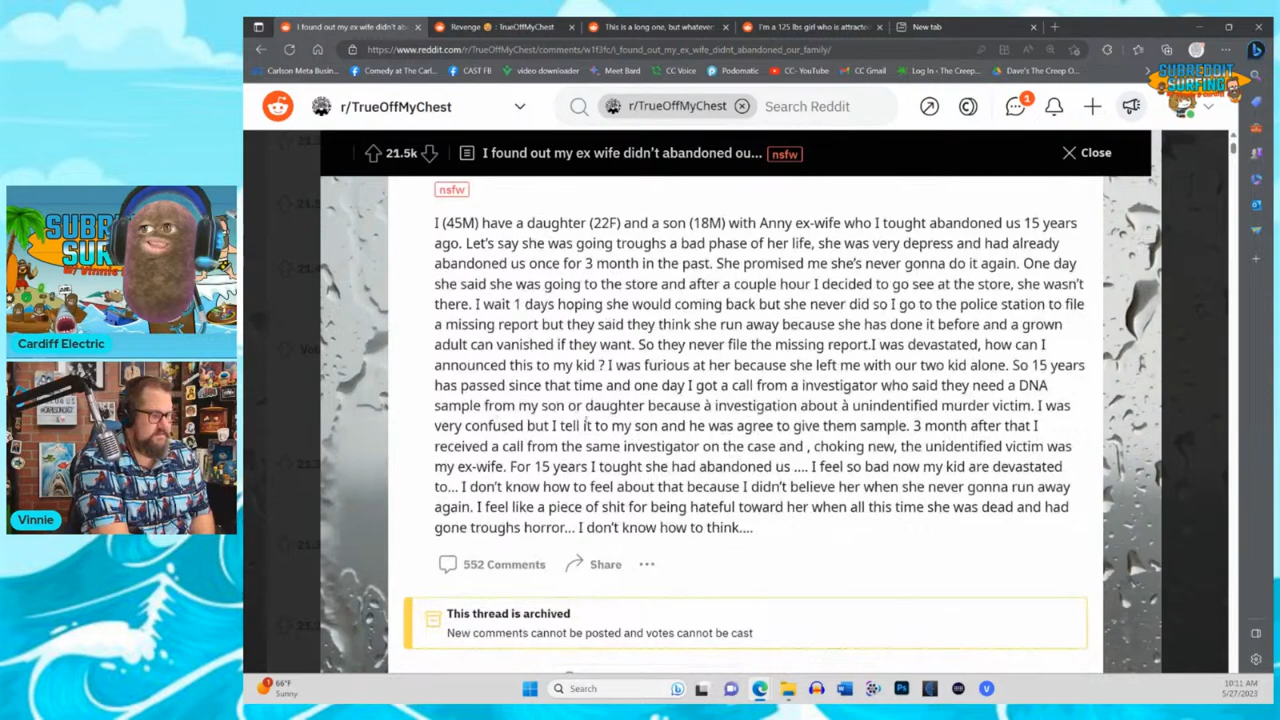 I found out my ex wife didn't ab
Revenge : TrueOffMyChest
This is a long one, but whatever
I'm a 125 lbs girl who is attracte
New tab
https://www.reddit.com/r/TrueOffMyChest/comments/w1f3fc/i_found_out_my_ex_wife_didnt_abandoned_our_family/
Carlson Meta Busin...
Comedy at The Carl...
CAST FB
video downloader
Meet Bard
CC Voice
Podomatic
CC- YouTube
CC Gmail
Log In ‹ The Creep...
Dave's The Creep O...
SUBREDDIT
SURFING
r/TrueOffMyChest
r/TrueOffMyChest
Search Reddit
1
21.5k
I found out my ex wife didn't abandoned ou...
nsfw
Close
nsfw
I (45M) have a daughter (22F) and a son (18M) with Anny ex-wife who I tought abandoned us 15 years
ago. Let's say she was going troughs a bad phase of her life, she was very depress and had already
abandoned us once for 3 month in the past. She promised me she's never gonna do it again. One day
she said she was going to the store and after a couple hour I decided to go see at the store, she wasn't
there. I wait 1 days hoping she would coming back but she never did so I go to the police station to file
a missing report but they said they think she run away because she has done it before and a grown
adult can vanished if they want. So they never file the missing report.I was devastated, how can I
announced this to my kid ? I was furious at her because she left me with our two kid alone. So 15 years
has passed since that time and one day I got a call from a investigator who said they need a DNA
sample from my son or daughter because à investigation about à unindentified murder victim. I was
very confused but I tell it to my son and he was agree to give them sample. 3 month after that I
received a call from the same investigator on the case and , choking new, the unidentified victim was
my ex-wife. For 15 years I tought she had abandoned us .... I feel so bad now my kid are devastated
to... I don't know how to feel about that because I didn't believe her when she never gonna run away
again. I feel like a piece of shit for being hateful toward her when all this time she was dead and had
gone troughs horror... I don't know how to think....
552 Comments
Share
This thread is archived
New comments cannot be posted and votes cannot be cast
Cardiff Electric
Vinnie
66°F
Sunny
Search
10:11 AM
5/27/2023